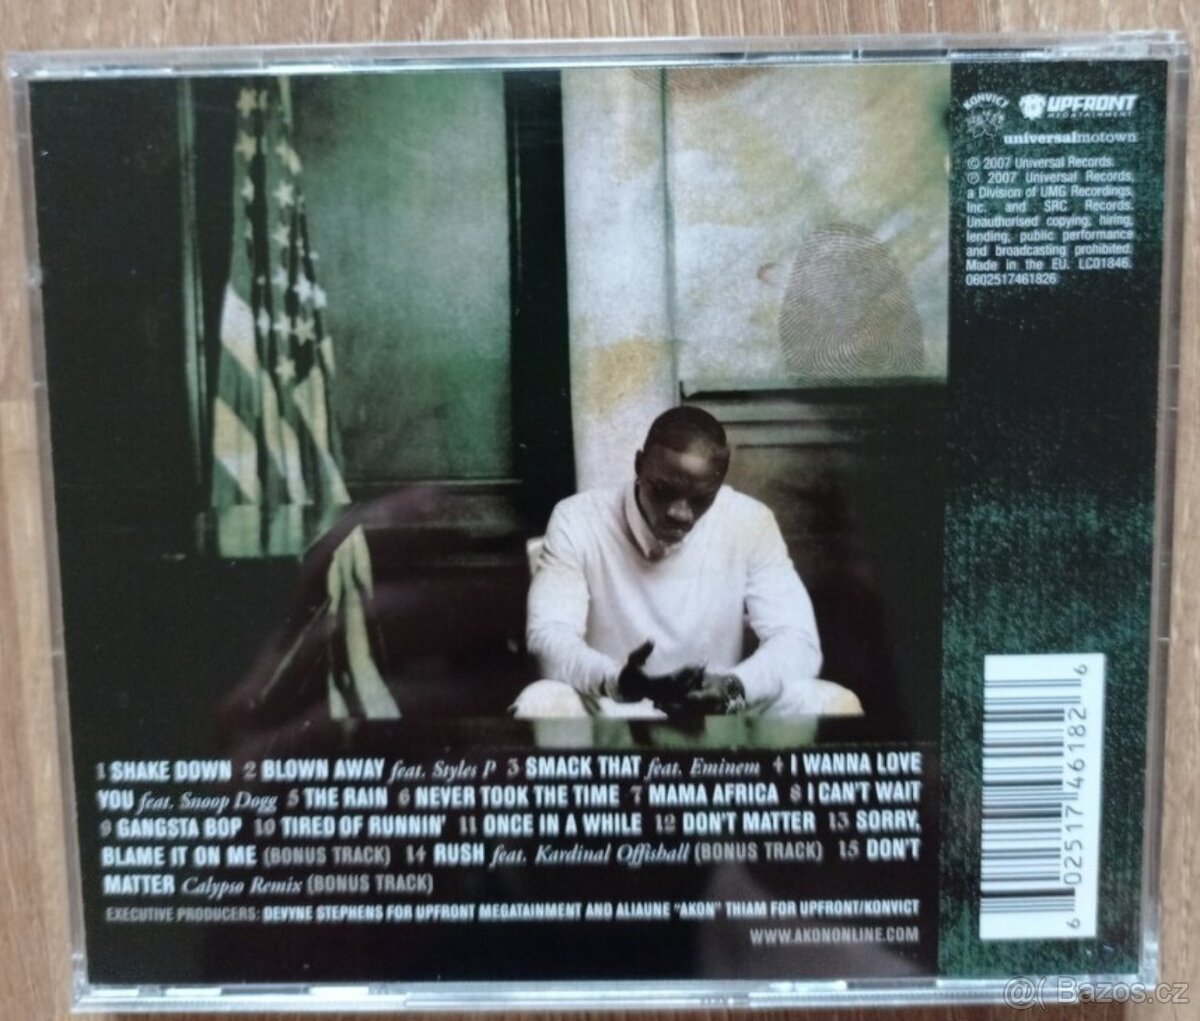 KONVICT
UPFRONT
MEGATAINMENT
universalmotown
© 2007 Universal Records.
℗ 2007 Universal Records,
a Division of UMG Recordings,
Inc. and SRC Records.
Unauthorised copying, hiring,
lending, public performance
and broadcasting prohibited.
Made in the EU. LC01846.
0602517461826
1 SHAKE DOWN 2 BLOWN AWAY feat. Styles P 3 SMACK THAT feat. Eminem 4 I WANNA LOVE
YOU feat. Snoop Dogg 5 THE RAIN 6 NEVER TOOK THE TIME 7 MAMA AFRICA 8 I CAN'T WAIT
9 GANGSTA BOP 10 TIRED OF RUNNIN' 11 ONCE IN A WHILE 12 DON'T MATTER 13 SORRY,
BLAME IT ON ME (BONUS TRACK) 14 RUSH feat. Kardinal Offishall (BONUS TRACK) 15 DON'T
MATTER Calypso Remix (BONUS TRACK)
EXECUTIVE PRODUCERS: DEVYNE STEPHENS FOR UPFRONT MEGATAINMENT AND ALIAUNE "AKON" THIAM FOR UPFRONT/KONVICT
WWW.AKONONLINE.COM
6 02517 46182 6
@( Bazos.cz